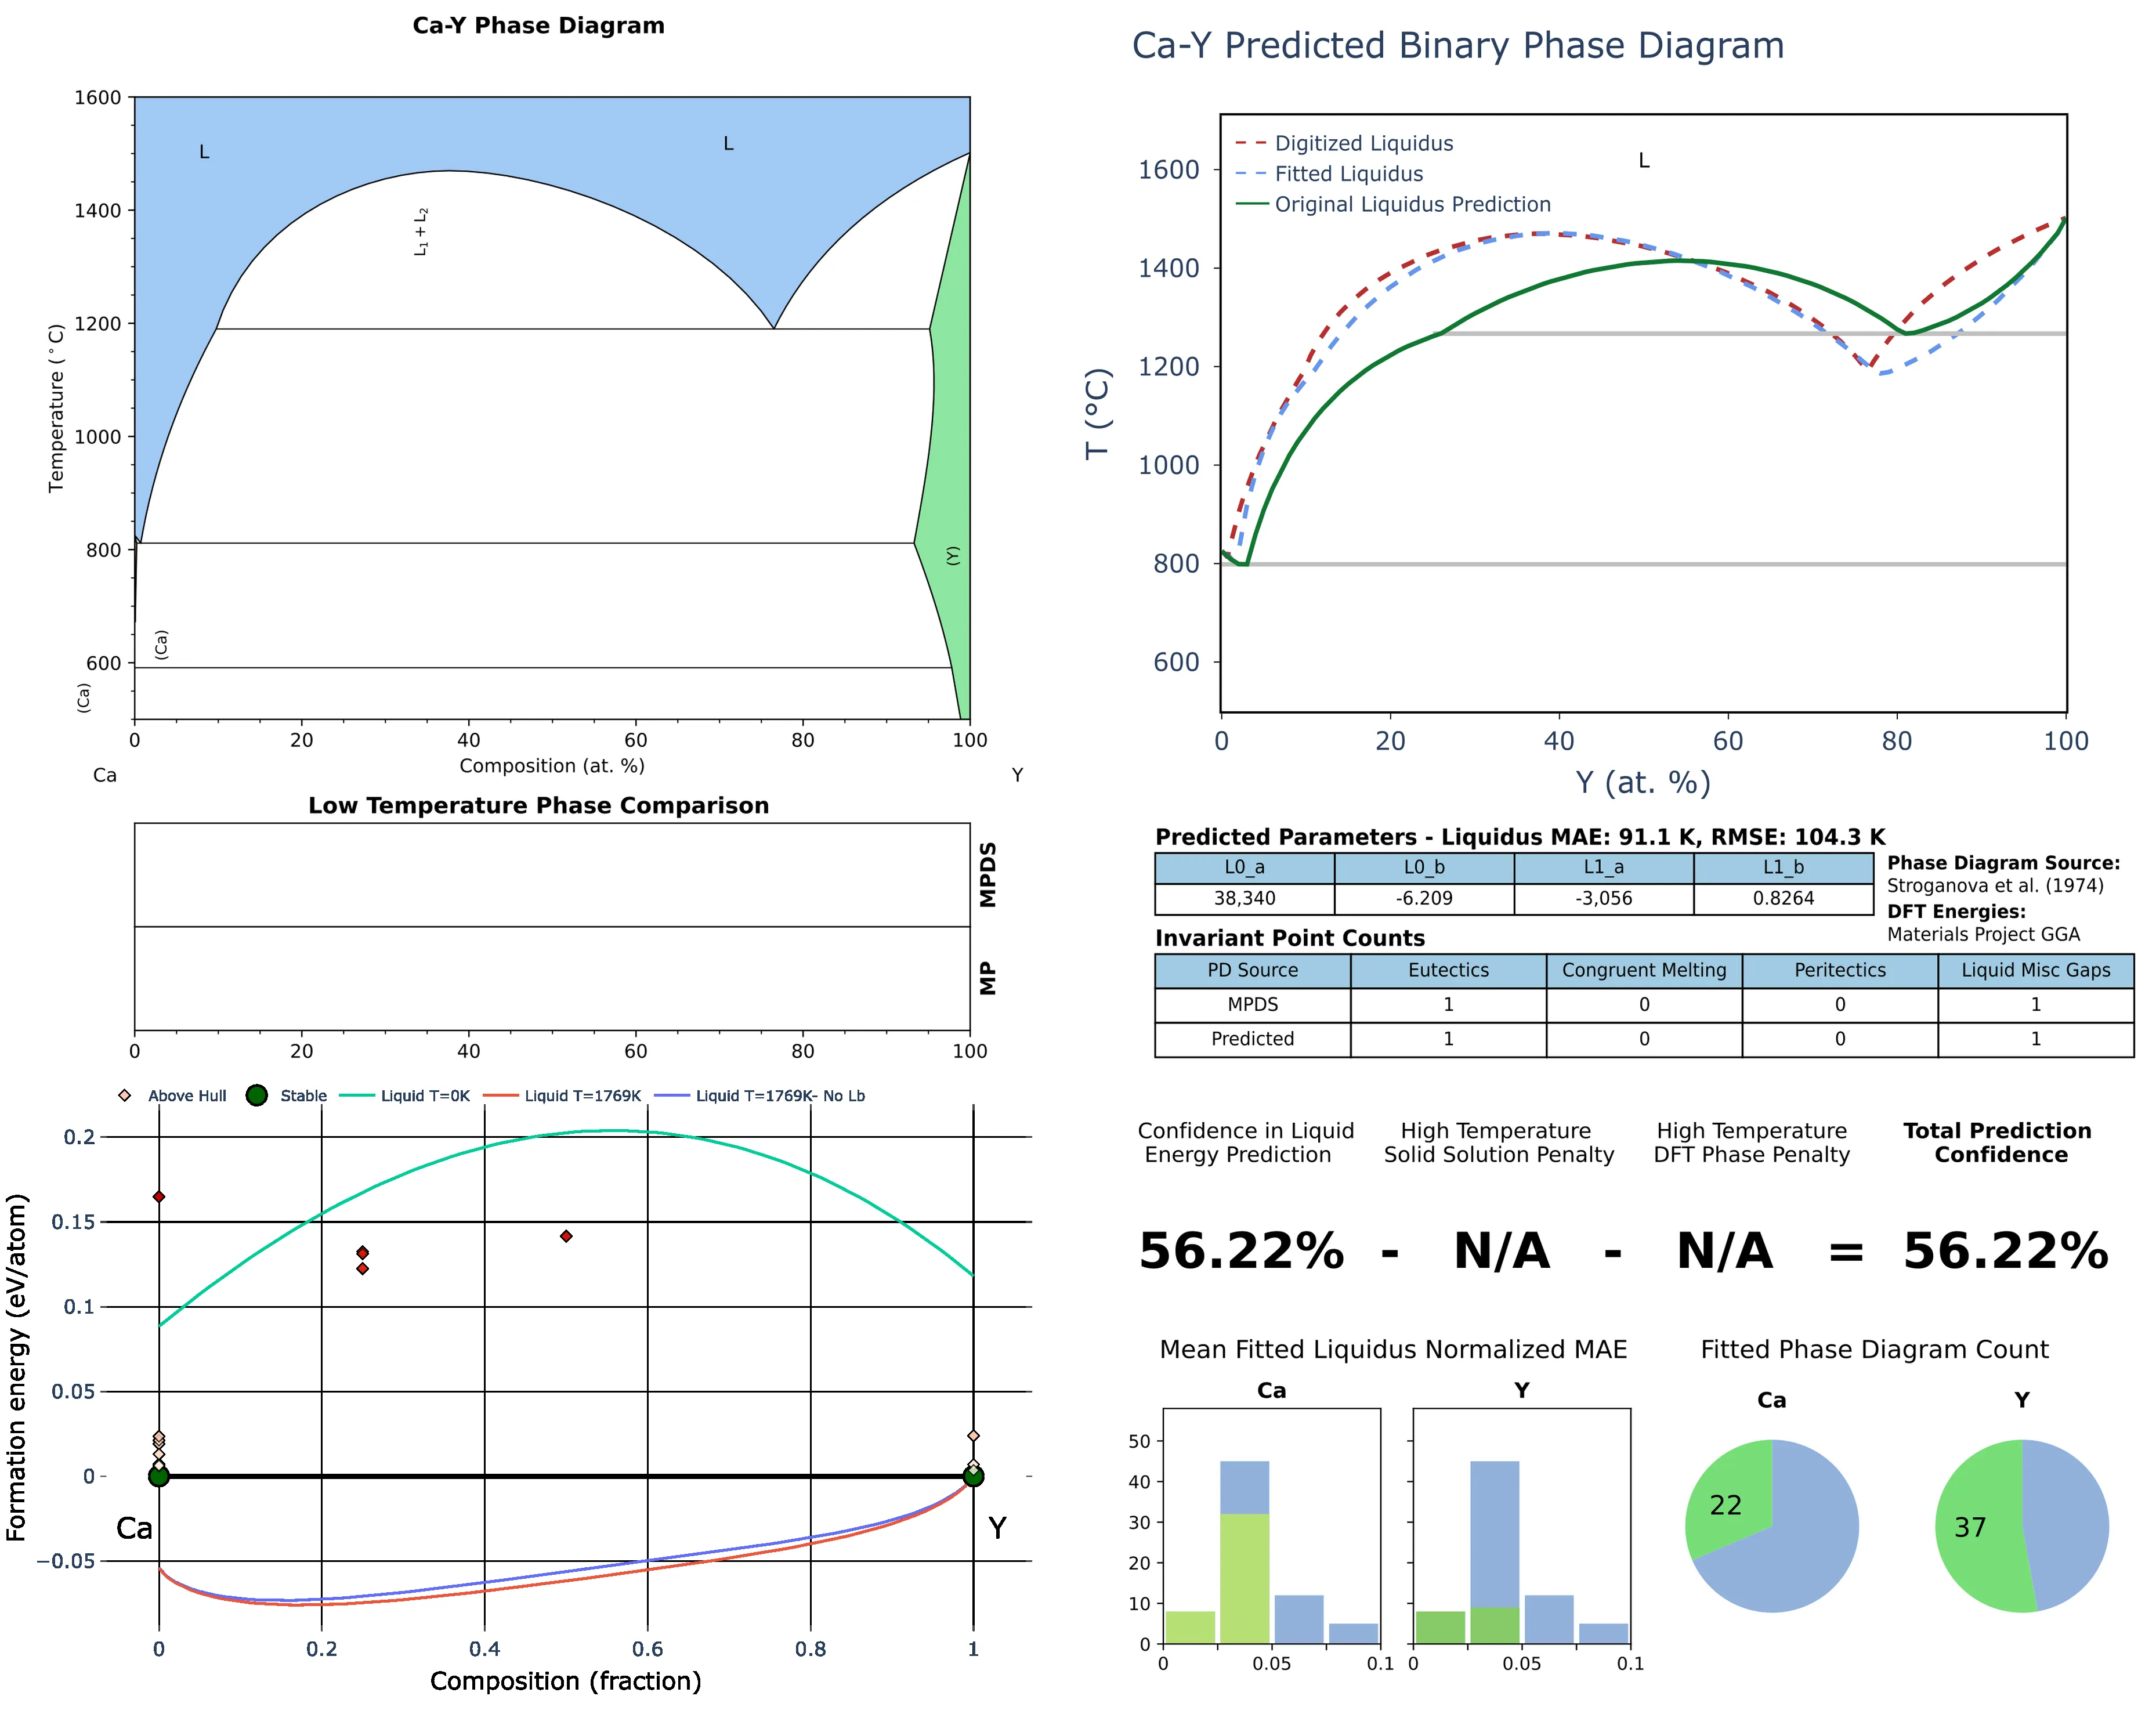 Ca-Y Phase Diagram
1600
1400
1200
1000
800
600
Temperature (°C)
L
L
L₁ + L₂
(Ca)
(Ca)
(Y)
0 20 40 60 80 100
Composition (at. %)
Ca Y
Low Temperature Phase Comparison
MPDS
MP
0 20 40 60 80 100
Above Hull Stable Liquid T=0K Liquid T=1769K Liquid T=1769K- No Lb
0.2
0.15
0.1
0.05
0
−0.05
Formation energy (eV/atom)
Ca Y
0 0.2 0.4 0.6 0.8 1
Composition (fraction)
Ca-Y Predicted Binary Phase Diagram
Digitized Liquidus
Fitted Liquidus
Original Liquidus Prediction
L
1600
1400
1200
1000
800
600
T (°C)
0 20 40 60 80 100
Y (at. %)
Predicted Parameters - Liquidus MAE: 91.1 K, RMSE: 104.3 K
L0_a L0_b L1_a L1_b
38,340 -6.209 -3,056 0.8264
Phase Diagram Source:
Stroganova et al. (1974)
DFT Energies:
Materials Project GGA
Invariant Point Counts
PD Source Eutectics Congruent Melting Peritectics Liquid Misc Gaps
MPDS 1 0 0 1
Predicted 1 0 0 1
Confidence in Liquid
Energy Prediction
High Temperature
Solid Solution Penalty
High Temperature
DFT Phase Penalty
Total Prediction
Confidence
56.22% - N/A - N/A = 56.22%
Mean Fitted Liquidus Normalized MAE
Ca Y
50
40
30
20
10
0
0 0.05 0.1 0 0.05 0.1
Fitted Phase Diagram Count
Ca Y
22 37